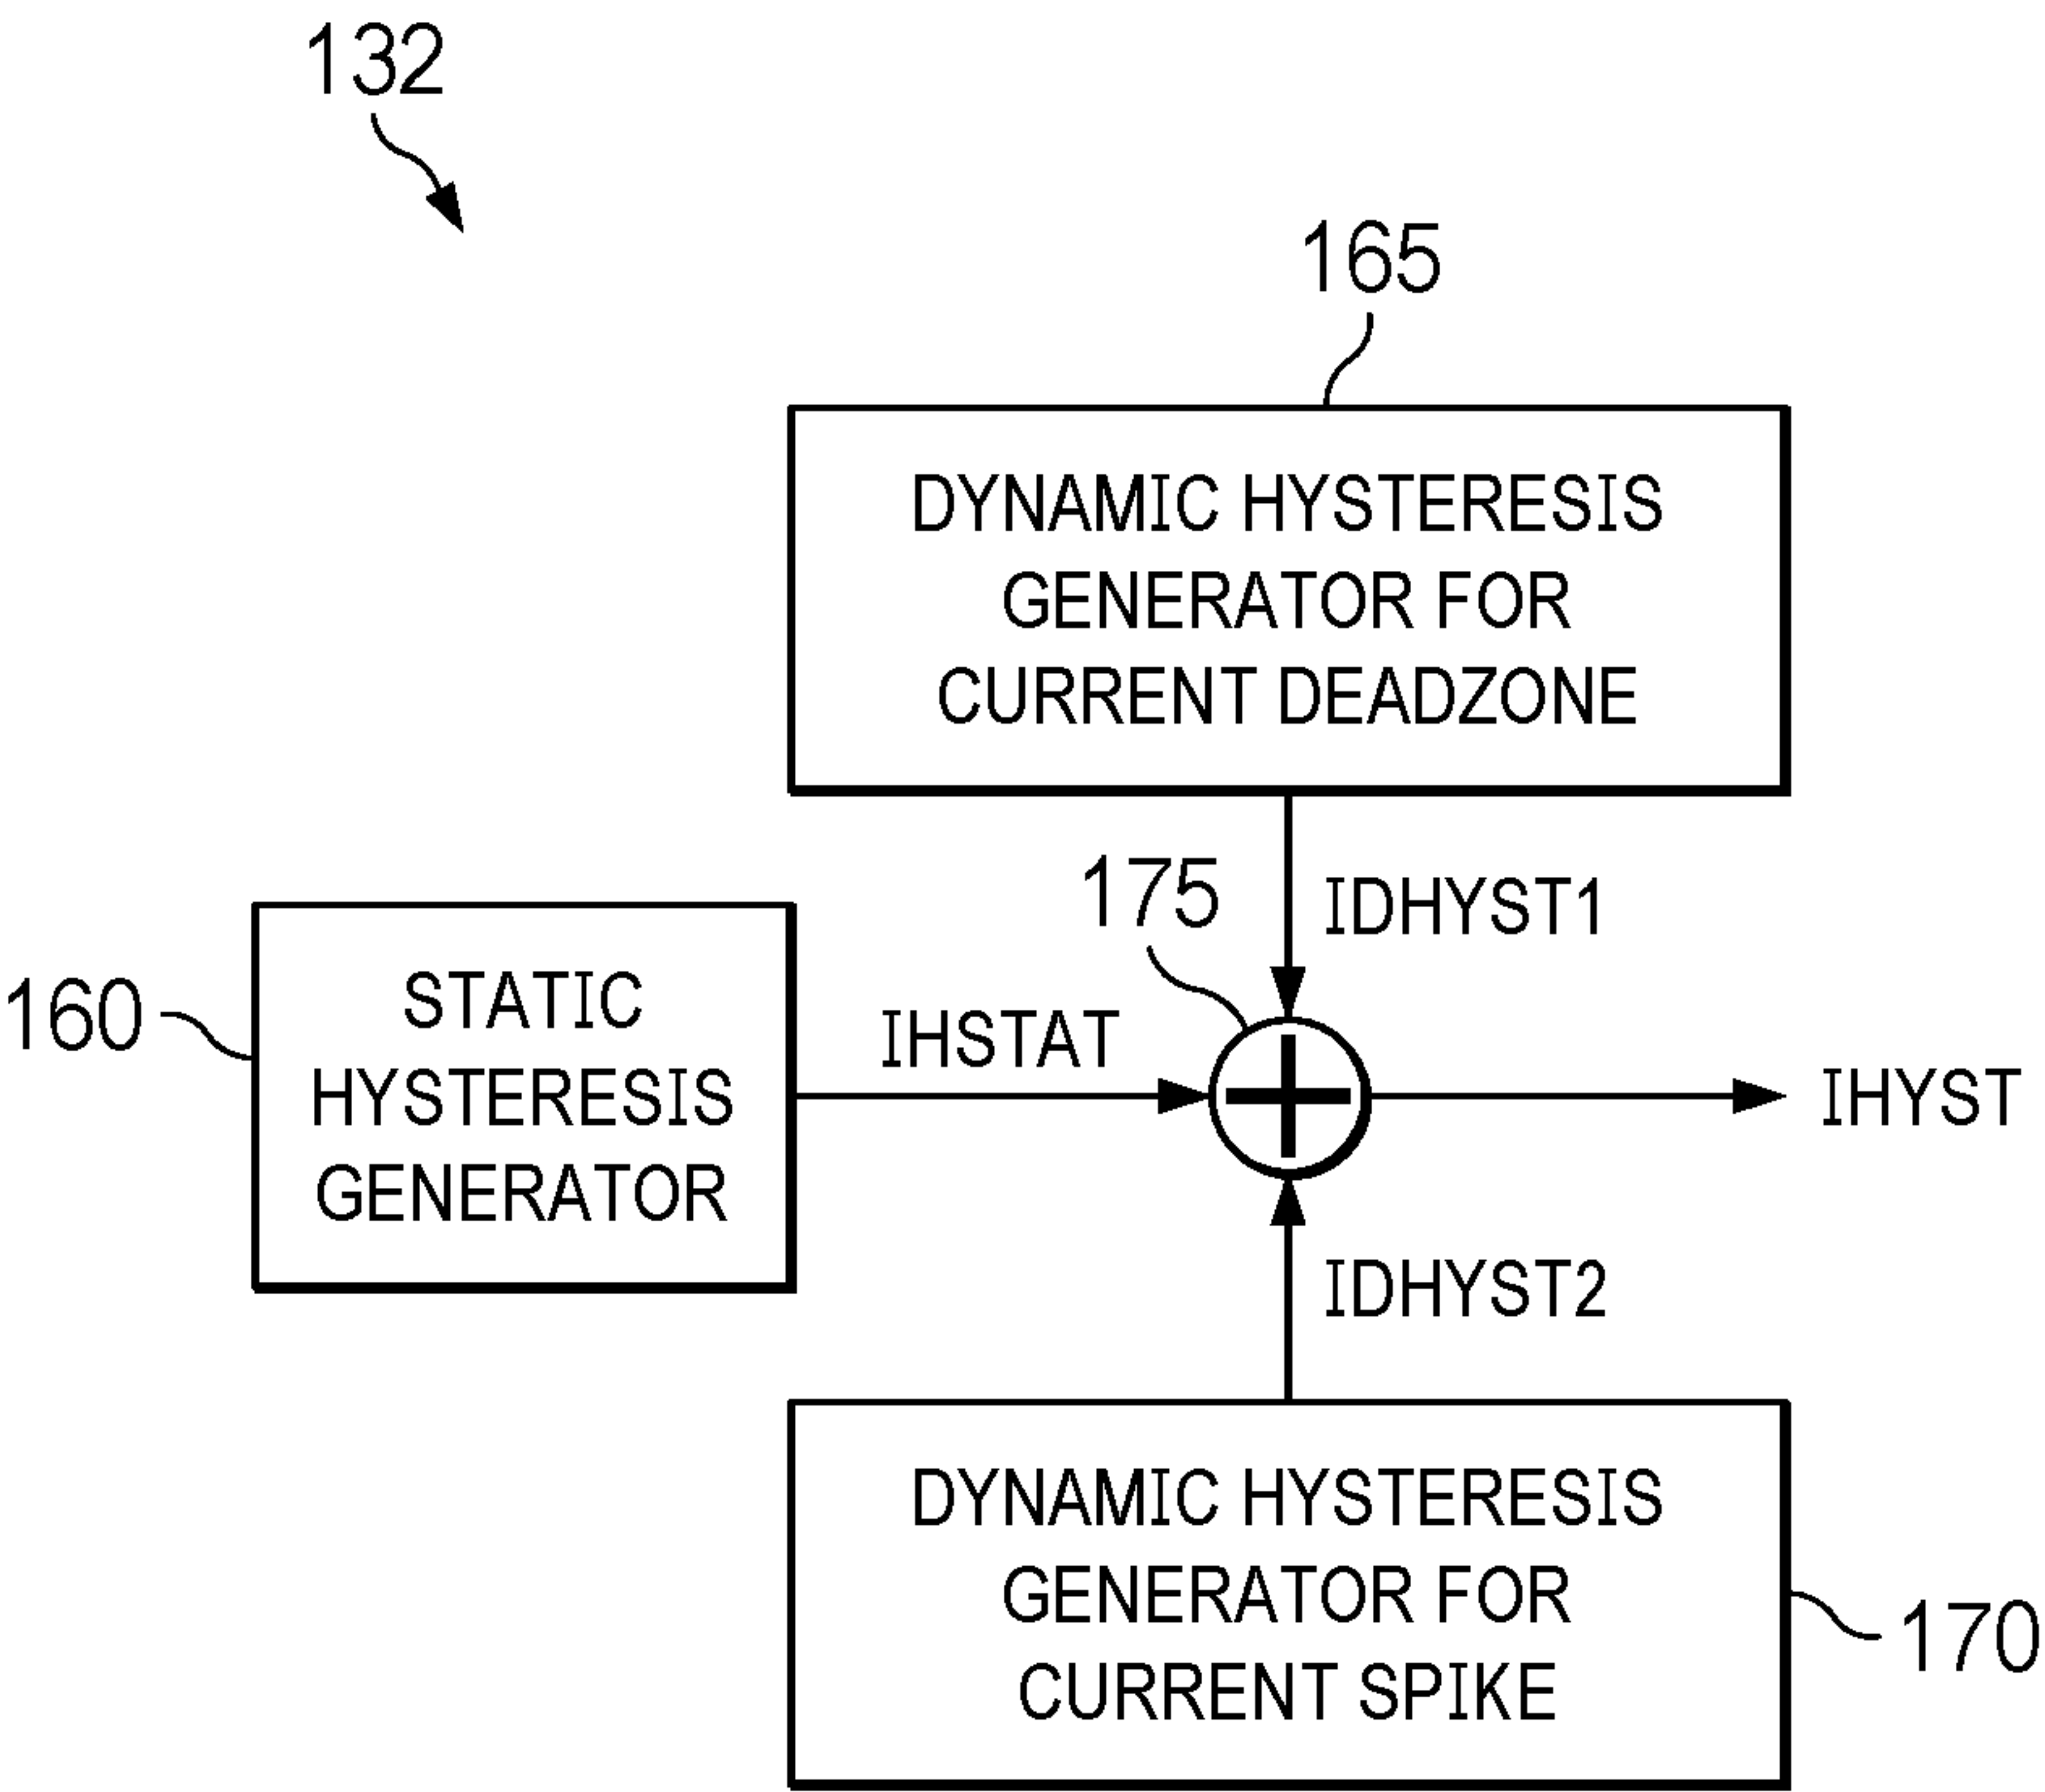 132
165
DYNAMIC HYSTERESIS
GENERATOR FOR
CURRENT DEADZONE
175
IDHYST1
160
STATIC
HYSTERESIS
GENERATOR
IHSTAT
IHYST
IDHYST2
DYNAMIC HYSTERESIS
GENERATOR FOR
CURRENT SPIKE
170